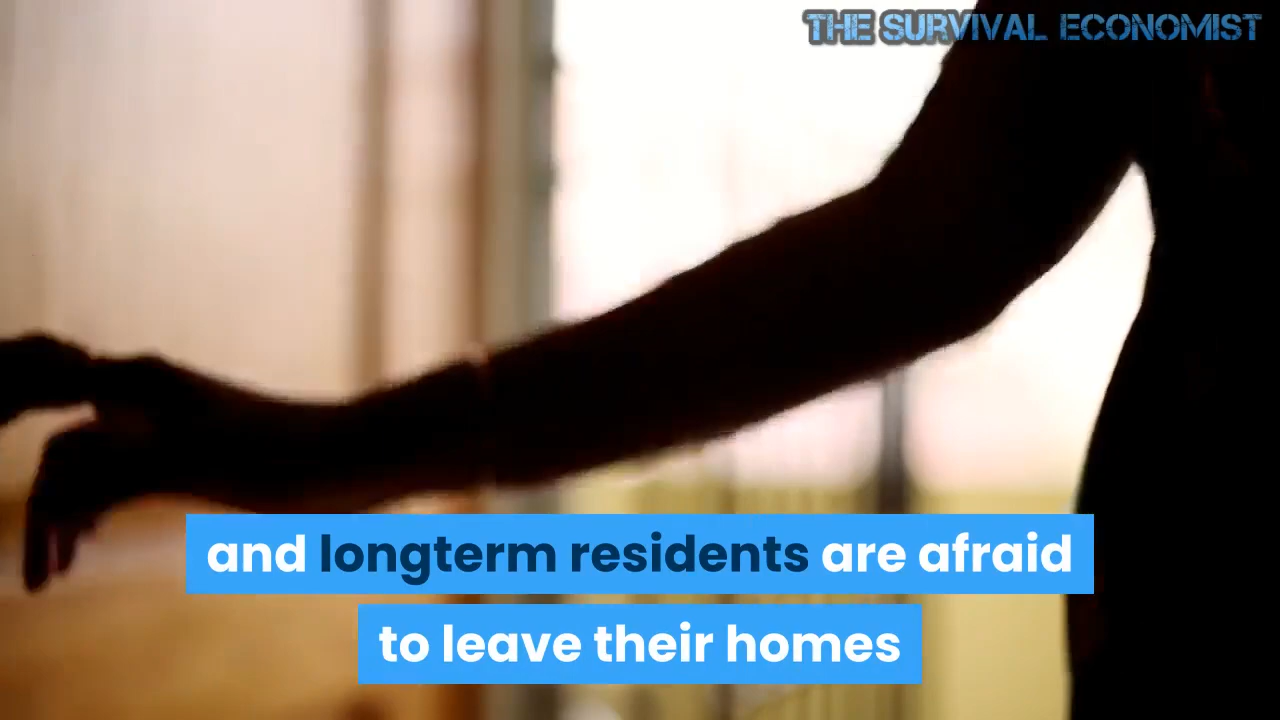 THE SURVIVAL ECONOMIST
and longterm residents are afraid
to leave their homes